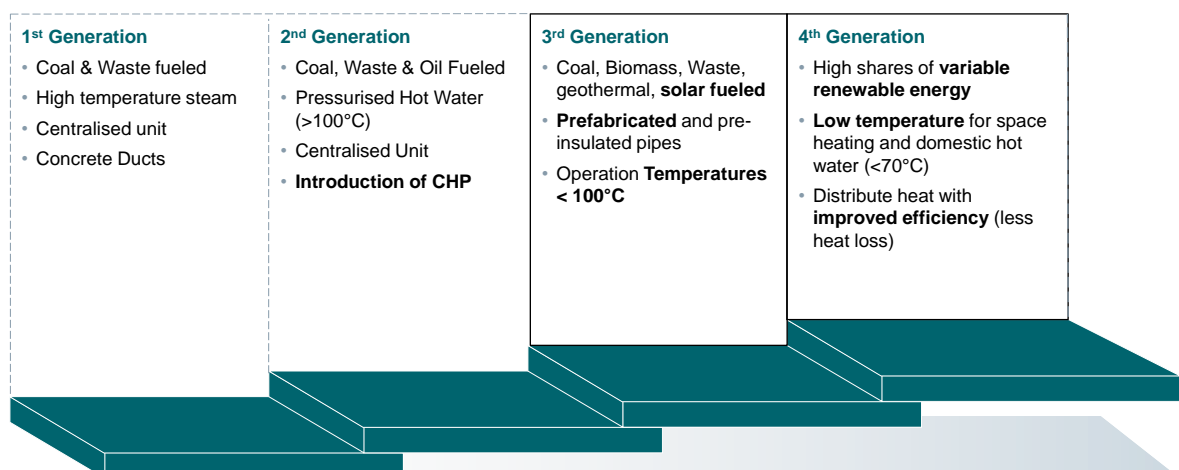 1st Generation
• Coal & Waste fueled
• High temperature steam
• Centralised unit
• Concrete Ducts
2nd Generation
• Coal, Waste & Oil Fueled
• Pressurised Hot Water
(>100°C)
• Centralised Unit
• Introduction of CHP
3rd Generation
• Coal, Biomass, Waste,
geothermal, solar fueled
• Prefabricated and pre-
insulated pipes
• Operation Temperatures
< 100°C
4th Generation
• High shares of variable
renewable energy
• Low temperature for space
heating and domestic hot
water (<70°C)
• Distribute heat with
improved efficiency (less
heat loss)